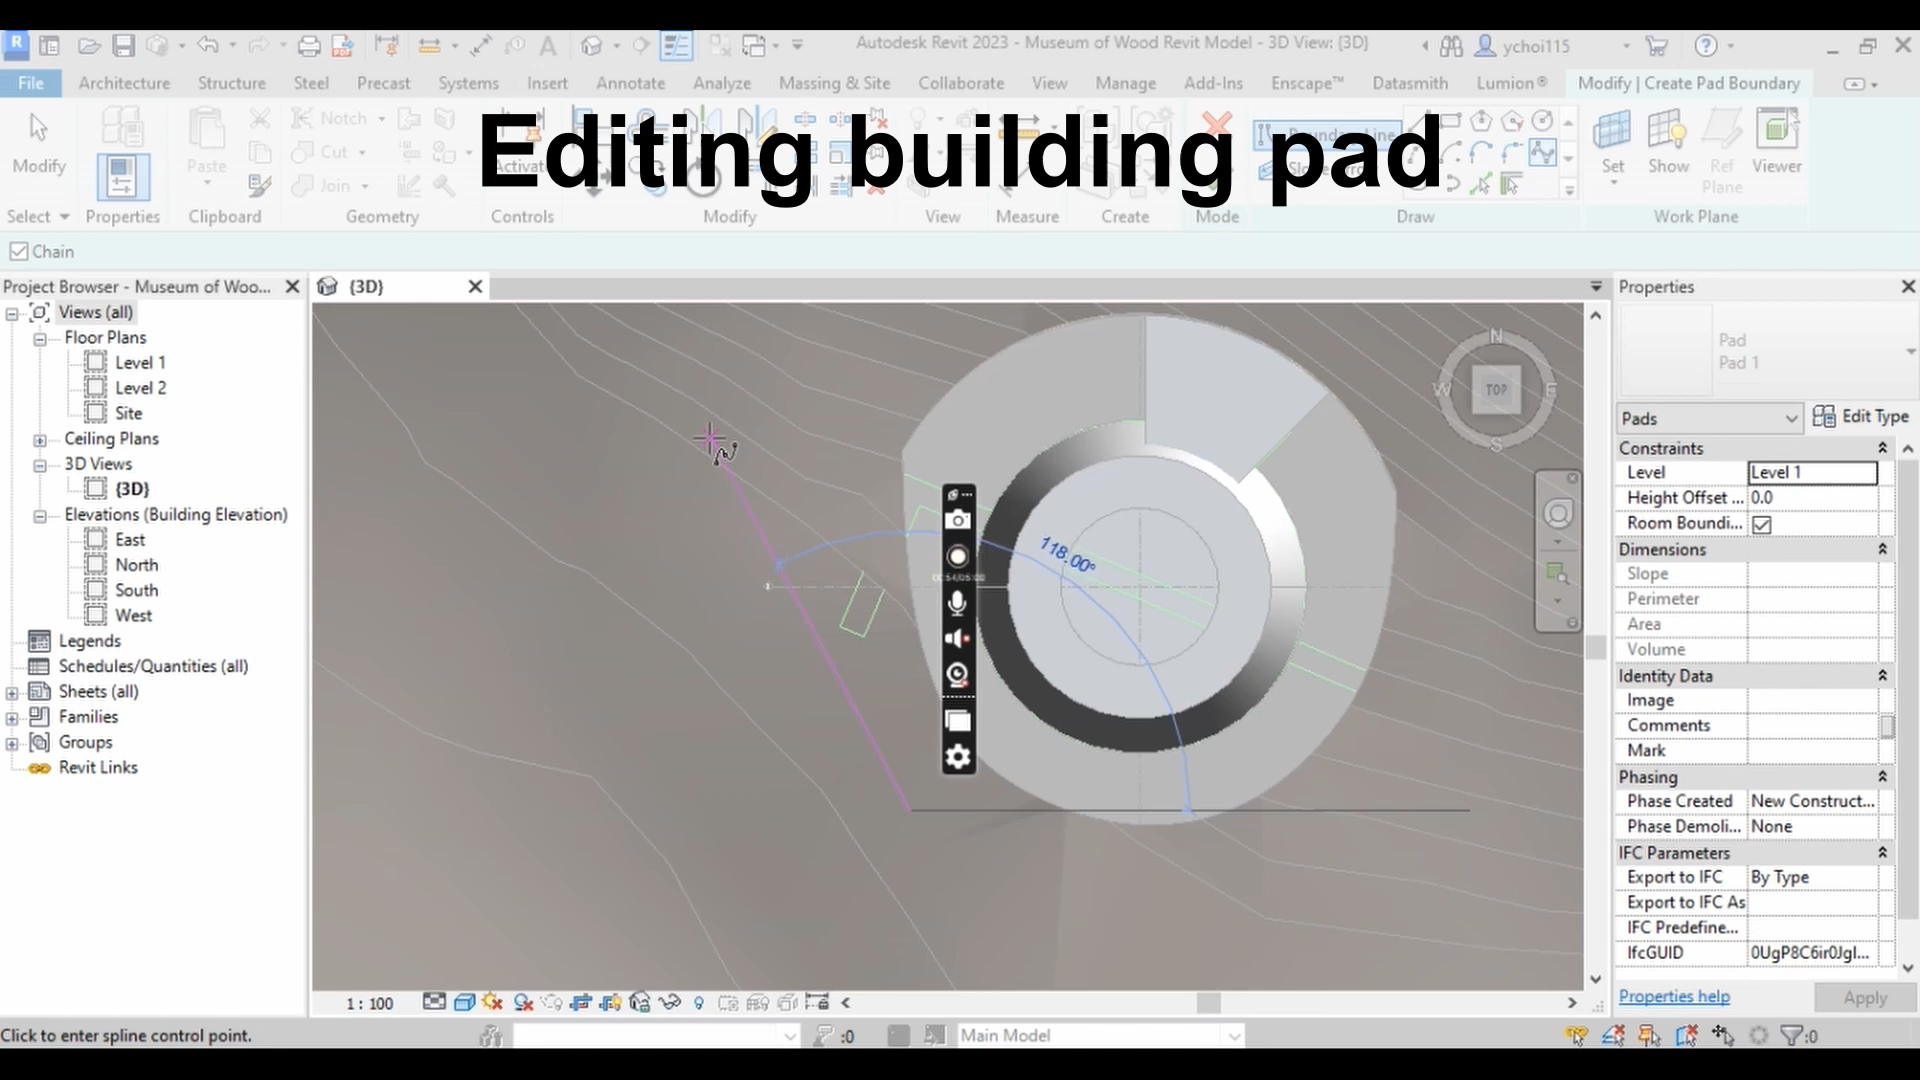 Autodesk Revit 2023 - Museum of Wood Revit Model - 3D View: {3D}
ychoi115
File Architecture Structure Steel Precast Systems Insert Annotate Analyze Massing & Site Collaborate View Manage Add-Ins Enscape™ Datasmith Lumion® Modify | Create Pad Boundary
Editing building pad
Modify
Paste
Notch
Cut
Join
Activate
Boundary Line
Set
Show
Ref
Plane
Viewer
Select Properties Clipboard Geometry Controls Modify View Measure Create Mode Draw Work Plane
Chain
Project Browser - Museum of Woo...
{3D}
Properties
Views (all)
Floor Plans
Level 1
Level 2
Site
Ceiling Plans
3D Views
{3D}
Elevations (Building Elevation)
East
North
South
West
Legends
Schedules/Quantities (all)
Sheets (all)
Families
Groups
Revit Links
118.00°
N
W
TOP
E
S
Pad
Pad 1
Pads
Edit Type
Constraints
Level Level 1
Height Offset ... 0.0
Room Boundi...
Dimensions
Slope
Perimeter
Area
Volume
Identity Data
Image
Comments
Mark
Phasing
Phase Created New Construct...
Phase Demoli... None
IFC Parameters
Export to IFC By Type
Export to IFC As
IFC Predefine...
IfcGUID 0UgP8C6ir0JgI...
Properties help
Apply
1 : 100
Click to enter spline control point.
:0
Main Model
:0